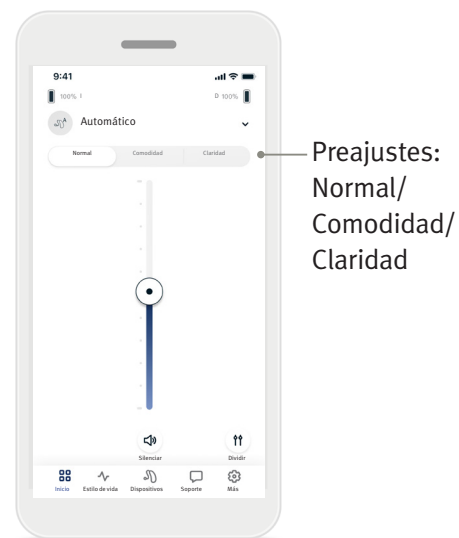 9:41
100% I
D 100%
Automático
Normal Comodidad Claridad
Preajustes:
Normal/
Comodidad/
Claridad
Silenciar Dividir
Inicio Estilo de vida Dispositivos Soporte Más